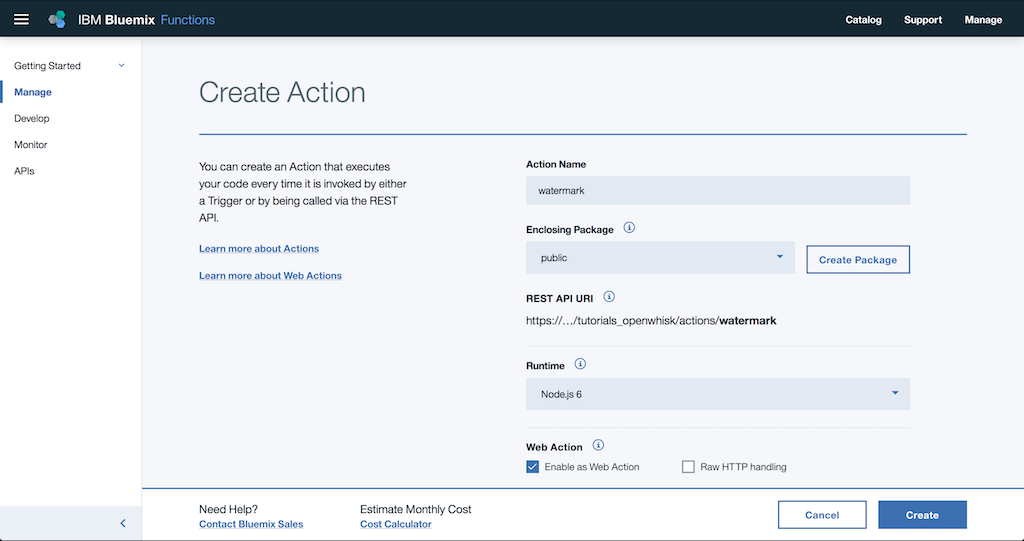 IBM Bluemix Functions
Catalog Support Manage
Getting Started
Manage
Develop
Monitor
APIs
Create Action
You can create an Action that executes
your code every time it is invoked by either
a Trigger or by being called via the REST
API.
Learn more about Actions
Learn more about Web Actions
Action Name
watermark
Enclosing Package
public
Create Package
REST API URI
https://.../tutorials_openwhisk/actions/watermark
Runtime
Node.js 6
Web Action
Enable as Web Action
Raw HTTP handling
Need Help?
Contact Bluemix Sales
Estimate Monthly Cost
Cost Calculator
Cancel
Create